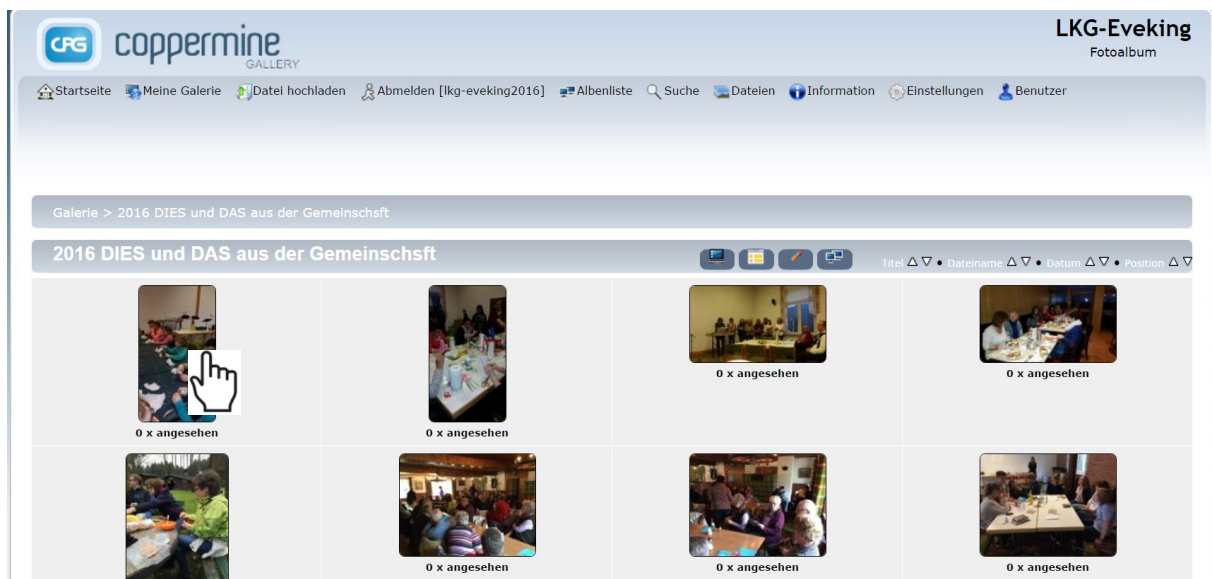 CPG coppermine GALLERY
LKG-Eveking
Fotoalbum
Startseite Meine Galerie Datei hochladen Abmelden [lkg-eveking2016] Albenliste Suche Dateien Information Einstellungen Benutzer
Galerie > 2016 DIES und DAS aus der Gemeinschsft
2016 DIES und DAS aus der Gemeinschsft Titel △ ▽ • Dateiname △ ▽ • Datum △ ▽ • Position △ ▽
0 x angesehen 0 x angesehen
0 x angesehen 0 x angesehen
0 x angesehen 0 x angesehen 0 x angesehen